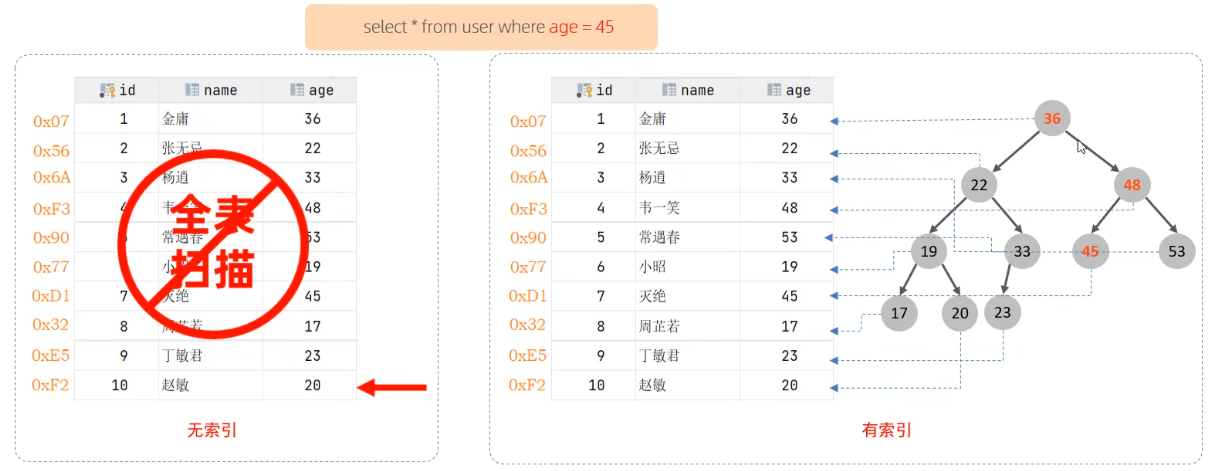 select * from user where age = 45
id name age
0x07 1 金庸 36
0x56 2 张无忌 22
0x6A 3 杨逍 33
0xF3 4 韦一笑 48
0x90 5 常遇春 53
0x77 6 小昭 19
0xD1 7 灭绝 45
0x32 8 周芷若 17
0xE5 9 丁敏君 23
0xF2 10 赵敏 20
全表
扫描
无索引
id name age
0x07 1 金庸 36
0x56 2 张无忌 22
0x6A 3 杨逍 33
0xF3 4 韦一笑 48
0x90 5 常遇春 53
0x77 6 小昭 19
0xD1 7 灭绝 45
0x32 8 周芷若 17
0xE5 9 丁敏君 23
0xF2 10 赵敏 20
36
22 48
19 33 45 53
17 20 23
有索引